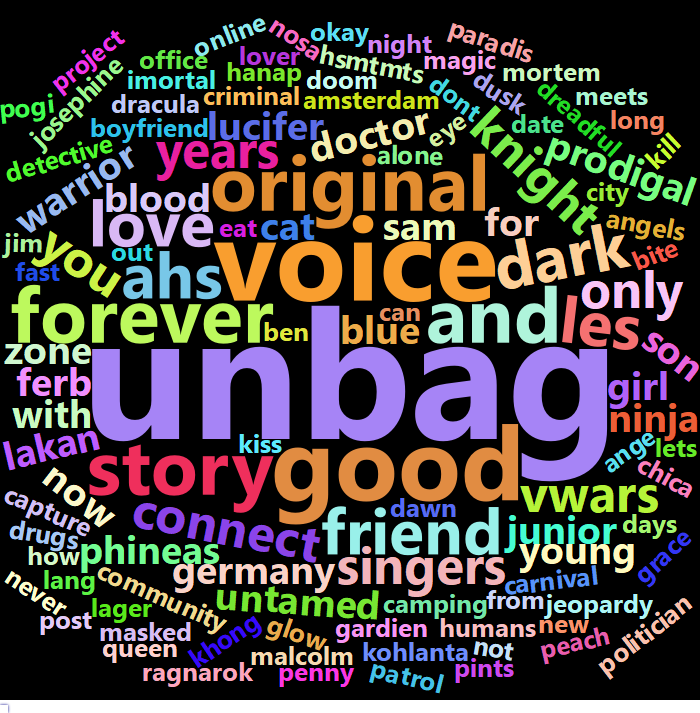 online
nosa
okay
paradis
project
office
lover
hsmtmts
night
magic
mortem
josephine
imortal
hanap
doom
dont
dusk
dreadful
meets
pogi
dracula
criminal
amsterdam
boyfriend
lucifer
doctor
eye
knight
date
long
detective
years
alone
prodigal
kill
warrior
blood
original
city
angels
love
eat
cat
sam
for
jim
you
out
ahs
voice
dark
bite
fast
only
forever
ben
can
blue
and
les
son
zone
unbag
ferb
girl
with
ninja
lakan
kiss
ange
lets
story
good
chica
now
vwars
capture
connect
dawn
friend
junior
days
drugs
how
phineas
germany
singers
young
grace
never
lang
community
untamed
carnival
lager
camping
from
jeopardy
post
masked
khong
glow
gardien
humans
new
peach
politician
queen
malcolm
kohlanta
not
ragnarok
penny
patrol
pints